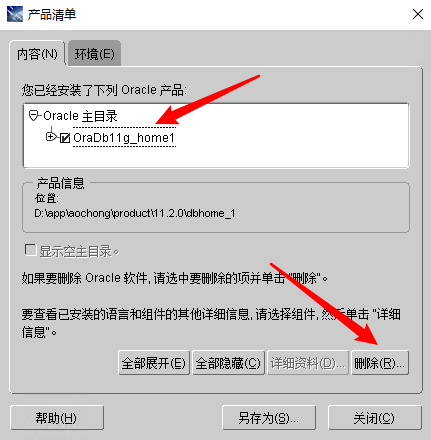 产品清单
内容(N)
环境(E)
您已经安装了下列 Oracle 产品:
Oracle 主目录
OraDb11g_home1
产品信息
位置:
D:\app\aochong\product\11.2.0\dbhome_1
显示空主目录。
如果要删除 Oracle 软件, 请选中要删除的项并单击 "删除"。
要查看已安装的语言和组件的其他详细信息, 请选择组件, 然后单击 "详细
信息"。
全部展开(E)
全部隐藏(C)
详细资料(D)...
删除(R)...
帮助(H)
另存为(S)...
关闭(C)